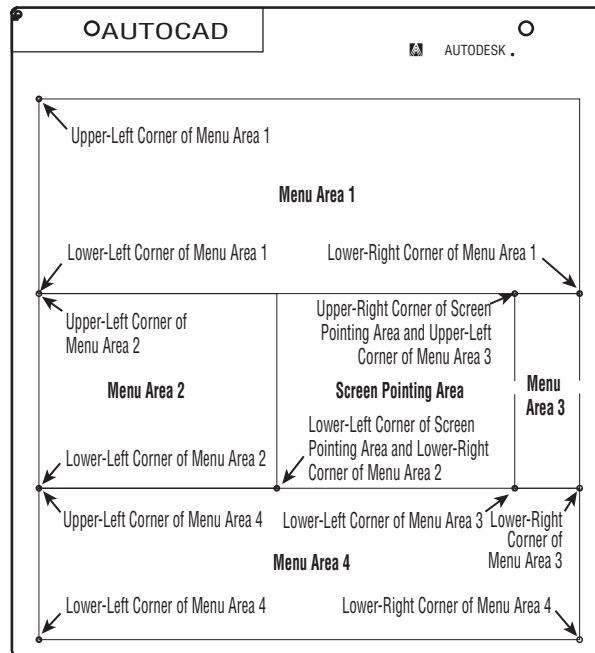 AUTOCAD
AUTODESK .
Upper-Left Corner of Menu Area 1
Menu Area 1
Lower-Left Corner of Menu Area 1
Lower-Right Corner of Menu Area 1
Upper-Left Corner of
Menu Area 2
Upper-Right Corner of Screen
Pointing Area and Upper-Left
Corner of Menu Area 3
Menu Area 2
Screen Pointing Area
Menu
Area 3
Lower-Left Corner of Screen
Pointing Area and Lower-Right
Corner of Menu Area 2
Lower-Left Corner of Menu Area 2
Upper-Left Corner of Menu Area 4
Lower-Left Corner of Menu Area 3
Lower-Right
Corner of
Menu Area 3
Menu Area 4
Lower-Left Corner of Menu Area 4
Lower-Right Corner of Menu Area 4